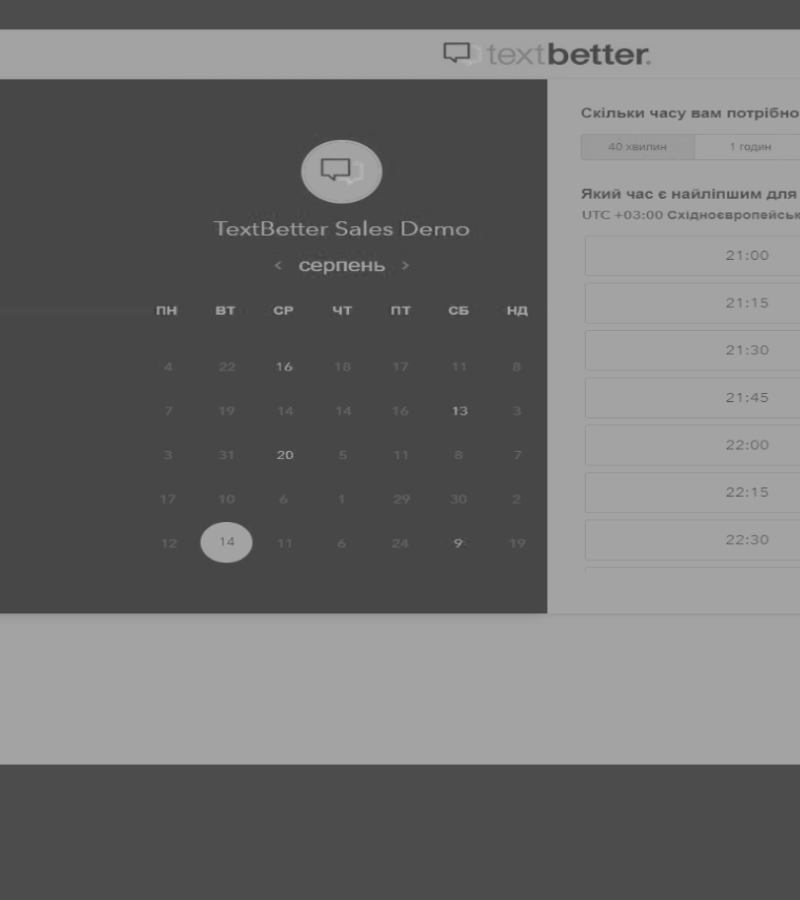 textbetter.
TextBetter Sales Demo
< серпень >
ПН ВТ СР ЧТ ПТ СБ НД
4 22 16 18 17 11 8
7 19 14 14 16 13 3
3 31 20 5 11 8 7
17 10 6 1 29 30 2
12 14 11 6 24 9 19
Скільки часу вам потрібно
40 хвилин 1 годин
Який час є найліпшим для
UTC +03:00 Східноєвропейськ
21:00
21:15
21:30
21:45
22:00
22:15
22:30